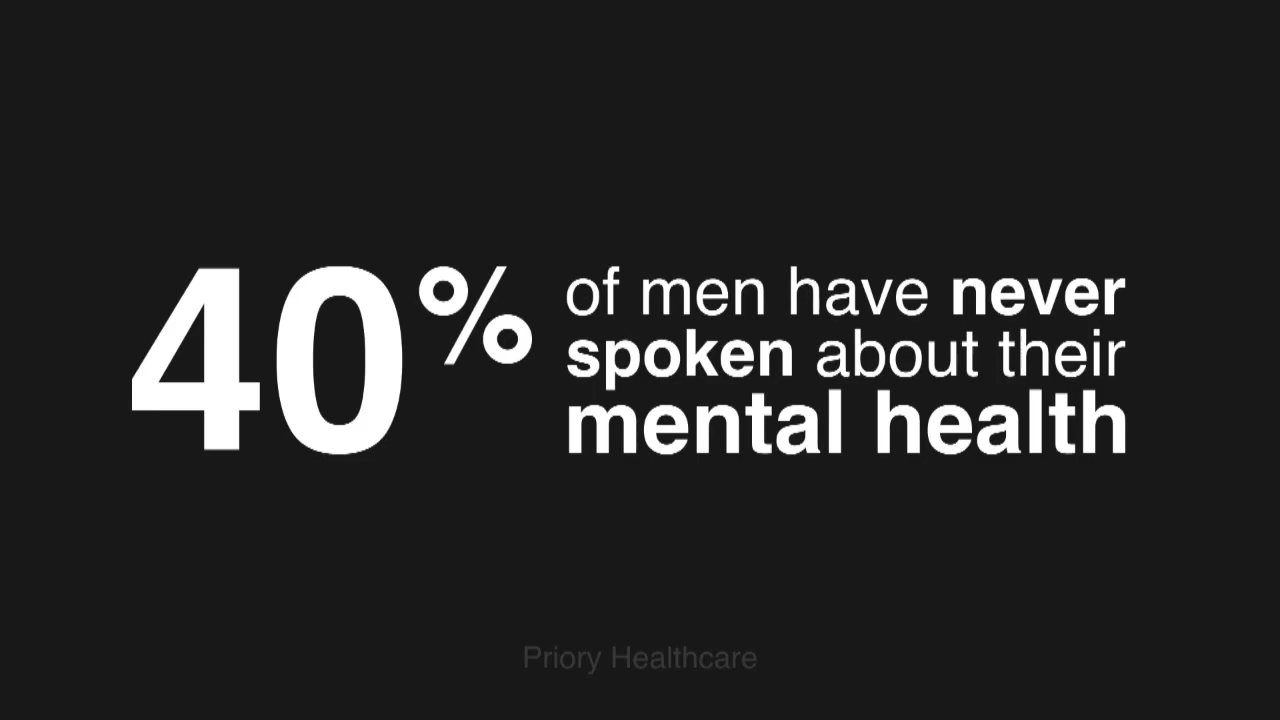 40% of men have never
spoken about their
mental health
Priory Healthcare